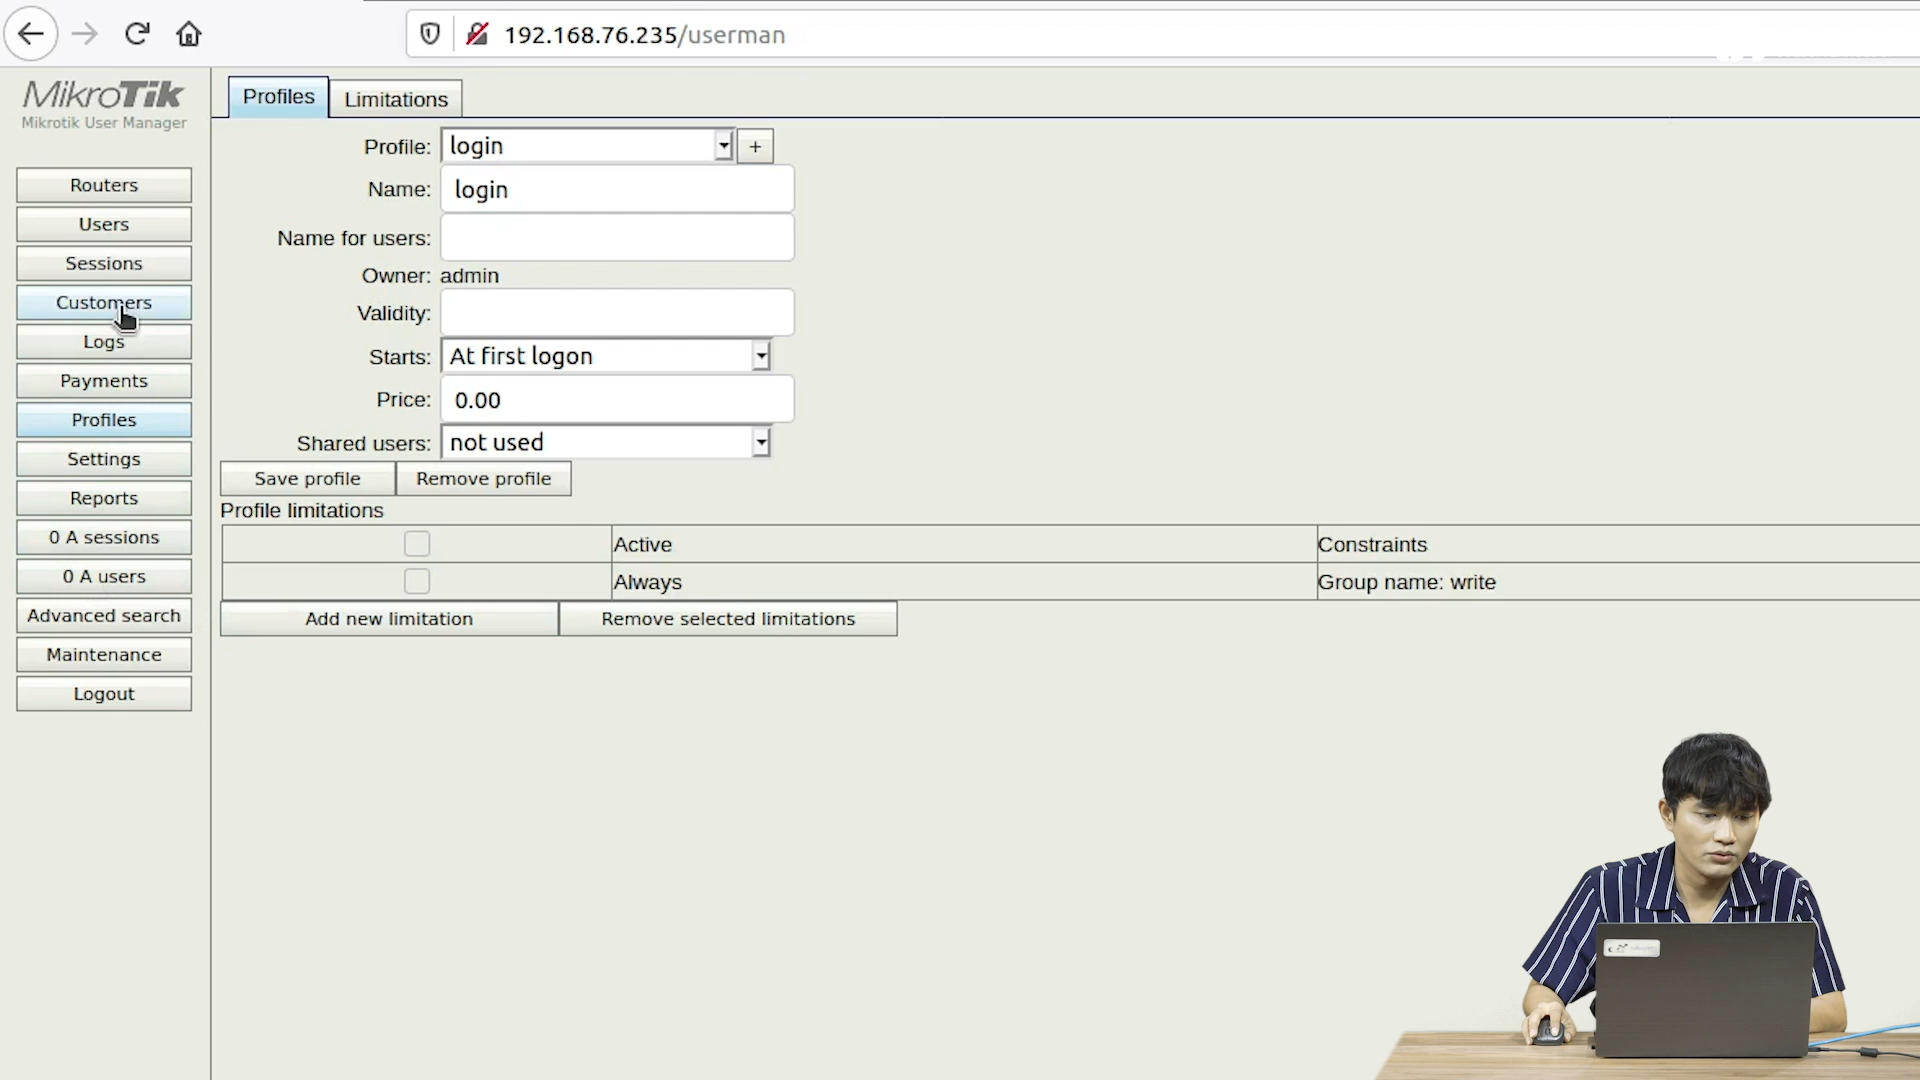 192.168.76.235/userman
MikroTik
Mikrotik User Manager
Routers
Users
Sessions
Customers
Logs
Payments
Profiles
Settings
Reports
0 A sessions
0 A users
Advanced search
Maintenance
Logout
Profiles
Limitations
Profile: login +
Name: login
Name for users:
Owner: admin
Validity:
Starts: At first logon
Price: 0.00
Shared users: not used
Save profile
Remove profile
Profile limitations
Active Constraints
Always Group name: write
Add new limitation
Remove selected limitations